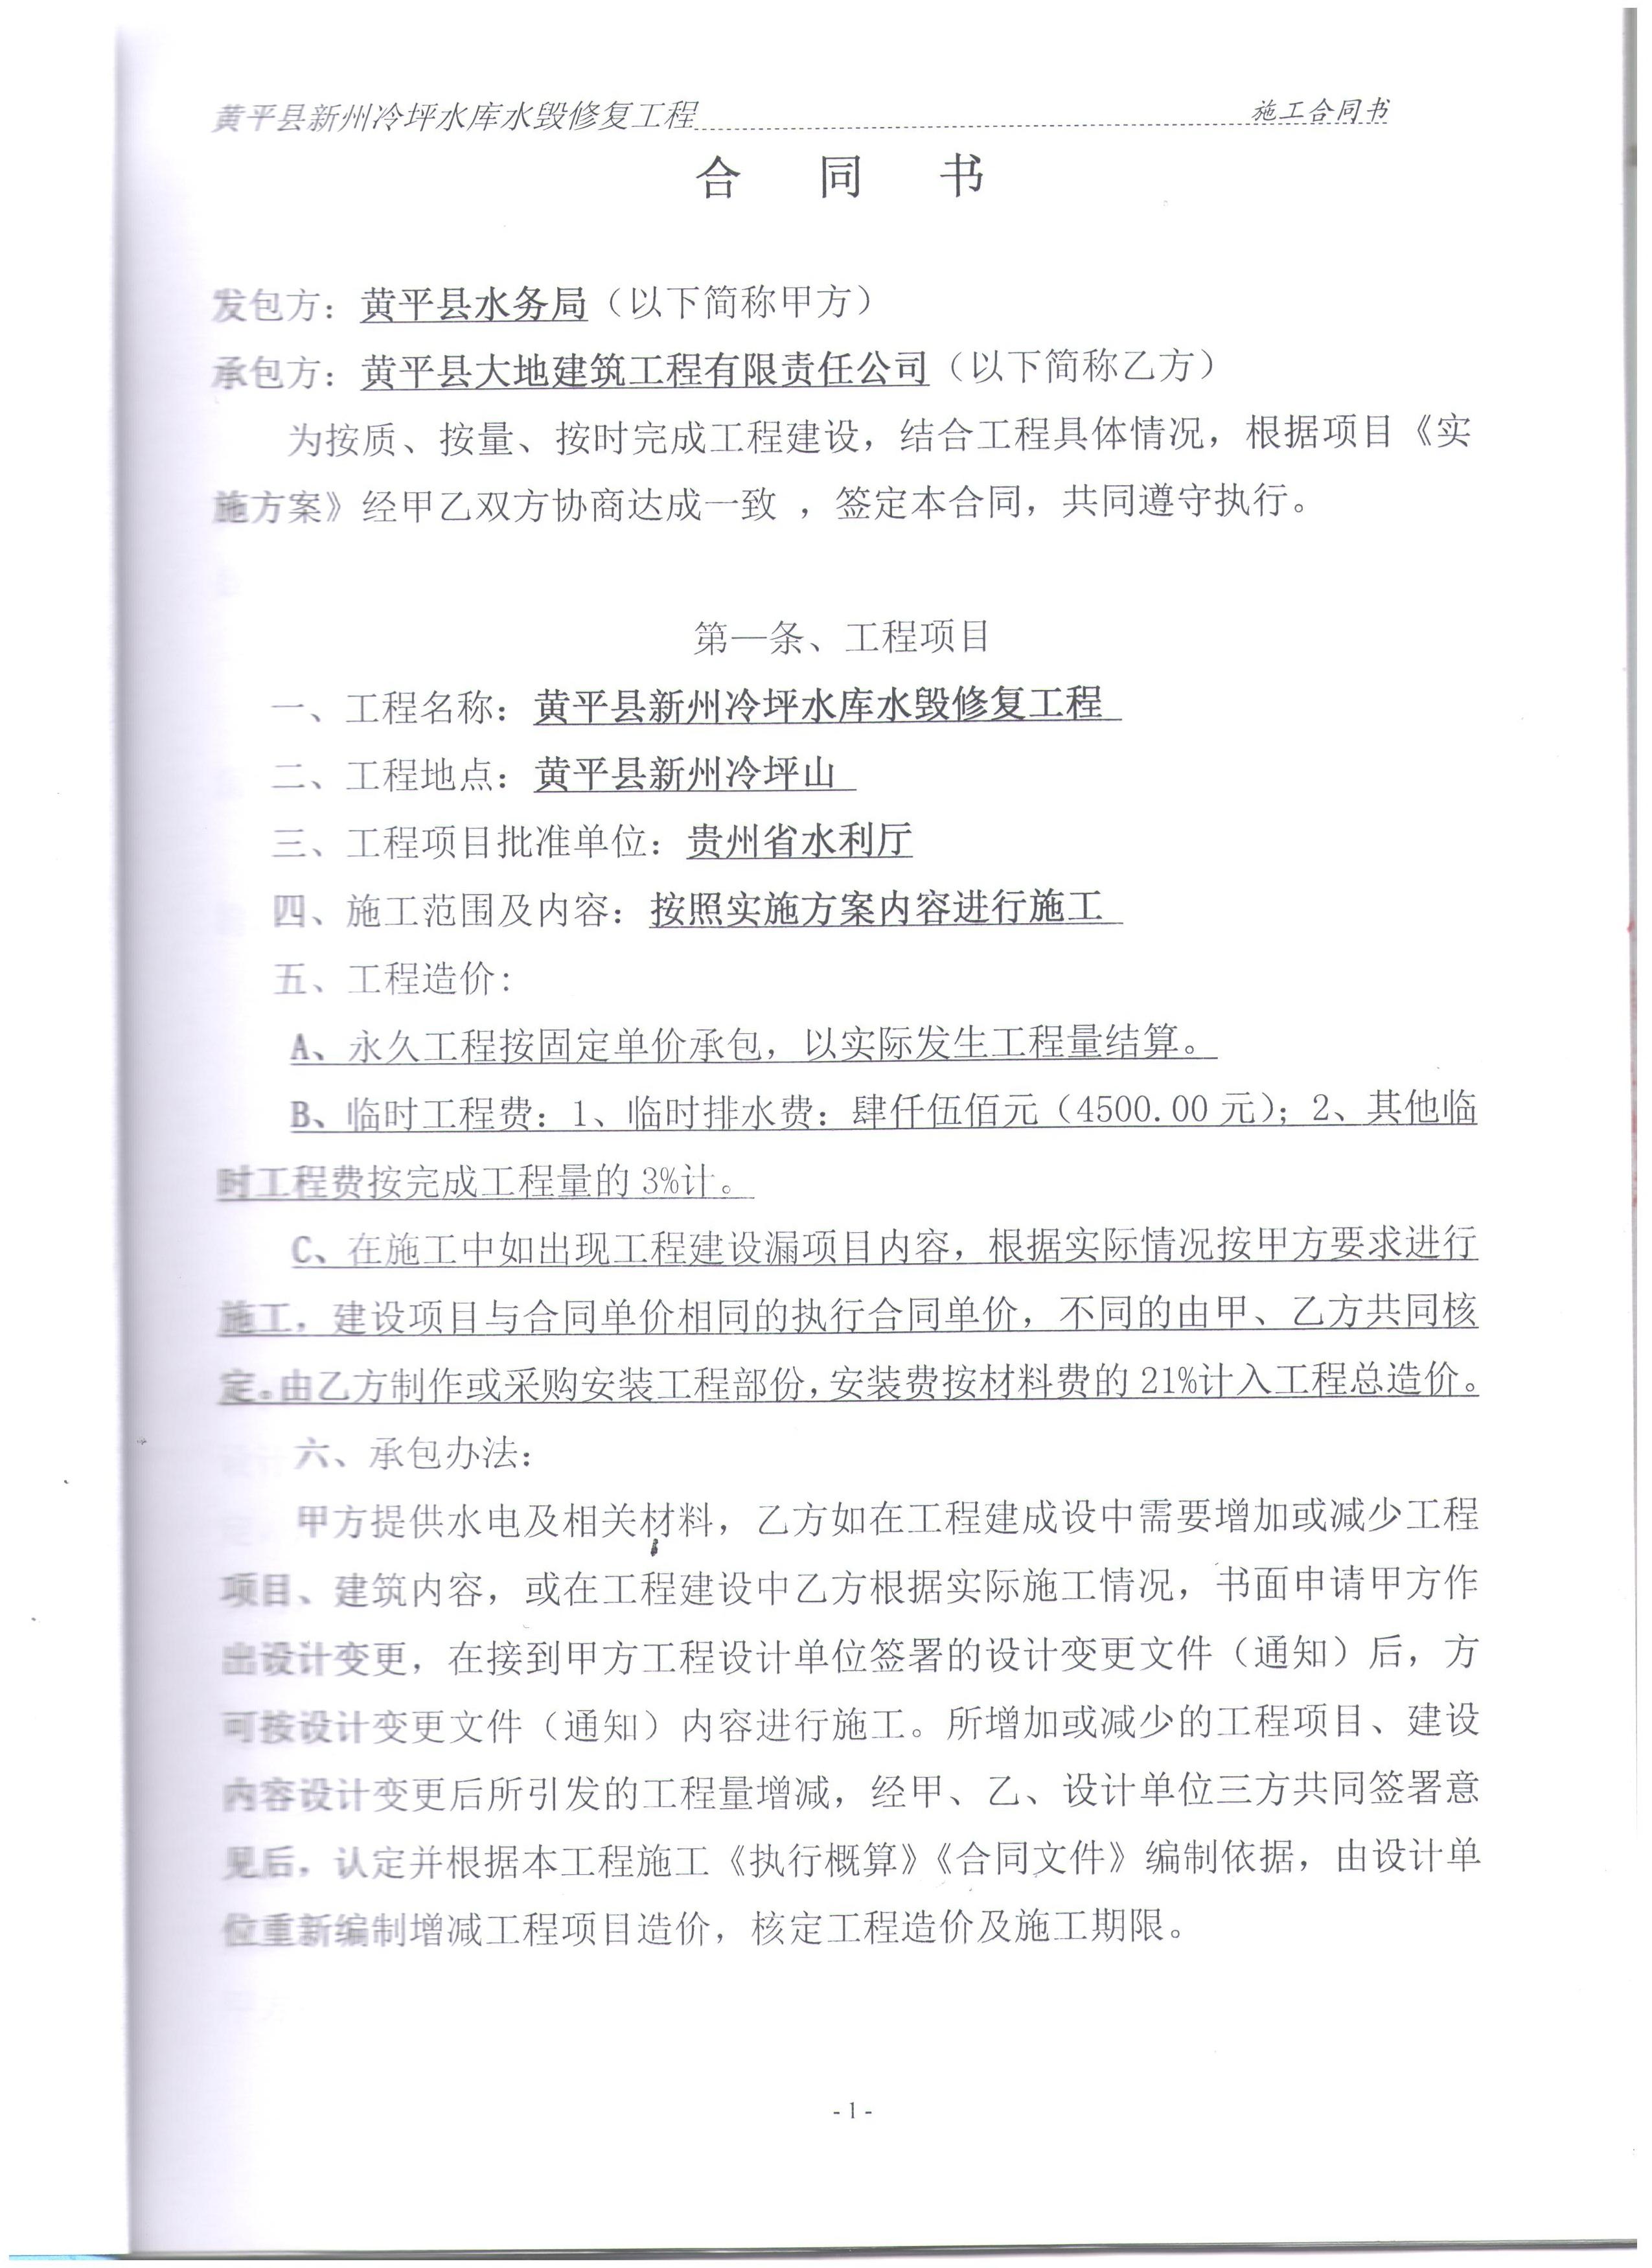 黄平县新州冷坪水库水毁修复工程 施工合同书
合 同 书
发包方：黄平县水务局（以下简称甲方）
承包方：黄平县大地建筑工程有限责任公司（以下简称乙方）
为按质、按量、按时完成工程建设，结合工程具体情况，根据项目《实
施方案》经甲乙双方协商达成一致 ，签定本合同，共同遵守执行。
第一条、工程项目
一、工程名称：黄平县新州冷坪水库水毁修复工程
二、工程地点：黄平县新州冷坪山
三、工程项目批准单位：贵州省水利厅
四、施工范围及内容：按照实施方案内容进行施工
五、工程造价：
A、永久工程按固定单价承包，以实际发生工程量结算。
B、临时工程费：1、临时排水费：肆仟伍佰元（4500.00 元）；2、其他临
时工程费按完成工程量的 3%计。
C、在施工中如出现工程建设漏项目内容，根据实际情况按甲方要求进行
施工，建设项目与合同单价相同的执行合同单价，不同的由甲、乙方共同核
定。由乙方制作或采购安装工程部份，安装费按材料费的 21%计入工程总造价。
六、承包办法：
甲方提供水电及相关材料，乙方如在工程建成设中需要增加或减少工程
项目、建筑内容，或在工程建设中乙方根据实际施工情况，书面申请甲方作
出设计变更，在接到甲方工程设计单位签署的设计变更文件（通知）后，方
可按设计变更文件（通知）内容进行施工。所增加或减少的工程项目、建设
内容设计变更后所引发的工程量增减，经甲、乙、设计单位三方共同签署意
见后，认定并根据本工程施工《执行概算》《合同文件》编制依据，由设计单
位重新编制增减工程项目造价，核定工程造价及施工期限。
- 1 -